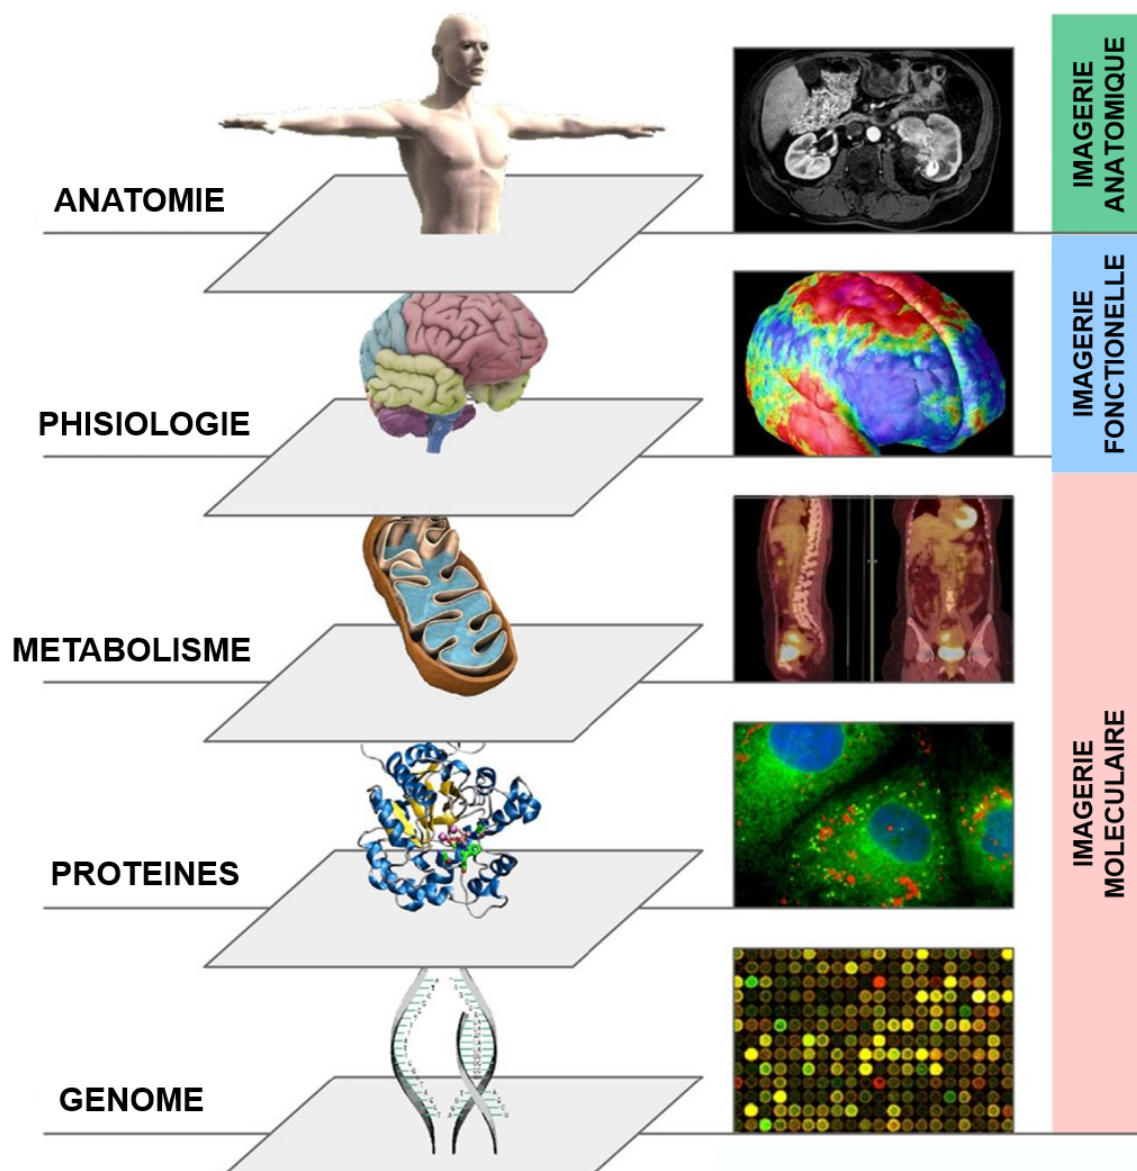 ANATOMIE
IMAGERIE
ANATOMIQUE
PHISIOLOGIE
IMAGERIE
FONCTIONELLE
METABOLISME
PROTEINES
GENOME
IMAGERIE
MOLECULAIRE